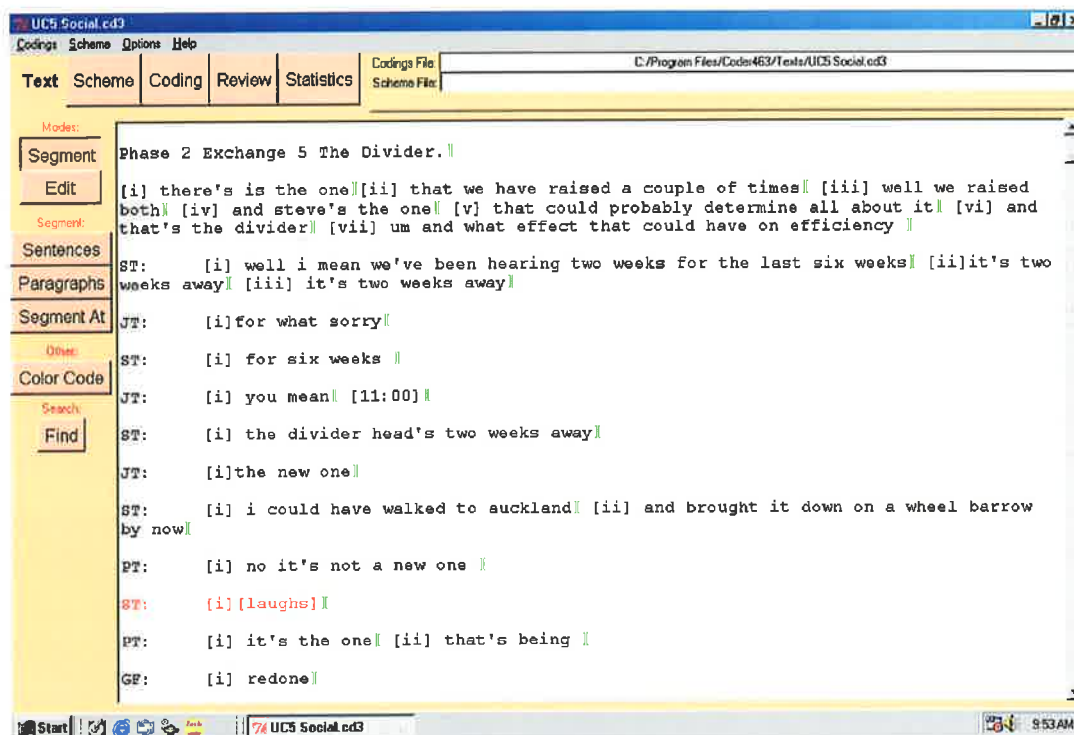 UC5 Social.cd3
Codings Scheme Options Help
Text Scheme Coding Review Statistics
Codings File: C:/Program Files/Coder463/Texts/UC5 Social.cd3
Scheme File:
Modes:
Segment
Edit
Segment:
Sentences
Paragraphs
Segment At
Other:
Color Code
Search:
Find
Phase 2 Exchange 5 The Divider.
[i] there's is the one [ii] that we have raised a couple of times [iii] well we raised
both [iv] and steve's the one [v] that could probably determine all about it [vi] and
that's the divider [vii] um and what effect that could have on efficiency
ST: [i] well i mean we've been hearing two weeks for the last six weeks [ii]it's two
weeks away [iii] it's two weeks away
JT: [i]for what sorry
ST: [i] for six weeks
JT: [i] you mean [11:00]
ST: [i] the divider head's two weeks away
JT: [i]the new one
ST: [i] i could have walked to auckland [ii] and brought it down on a wheel barrow
by now
PT: [i] no it's not a new one
ST: [i][laughs]
PT: [i] it's the one [ii] that's being
GF: [i] redone
Start UC5 Social.cd3 9:53 AM